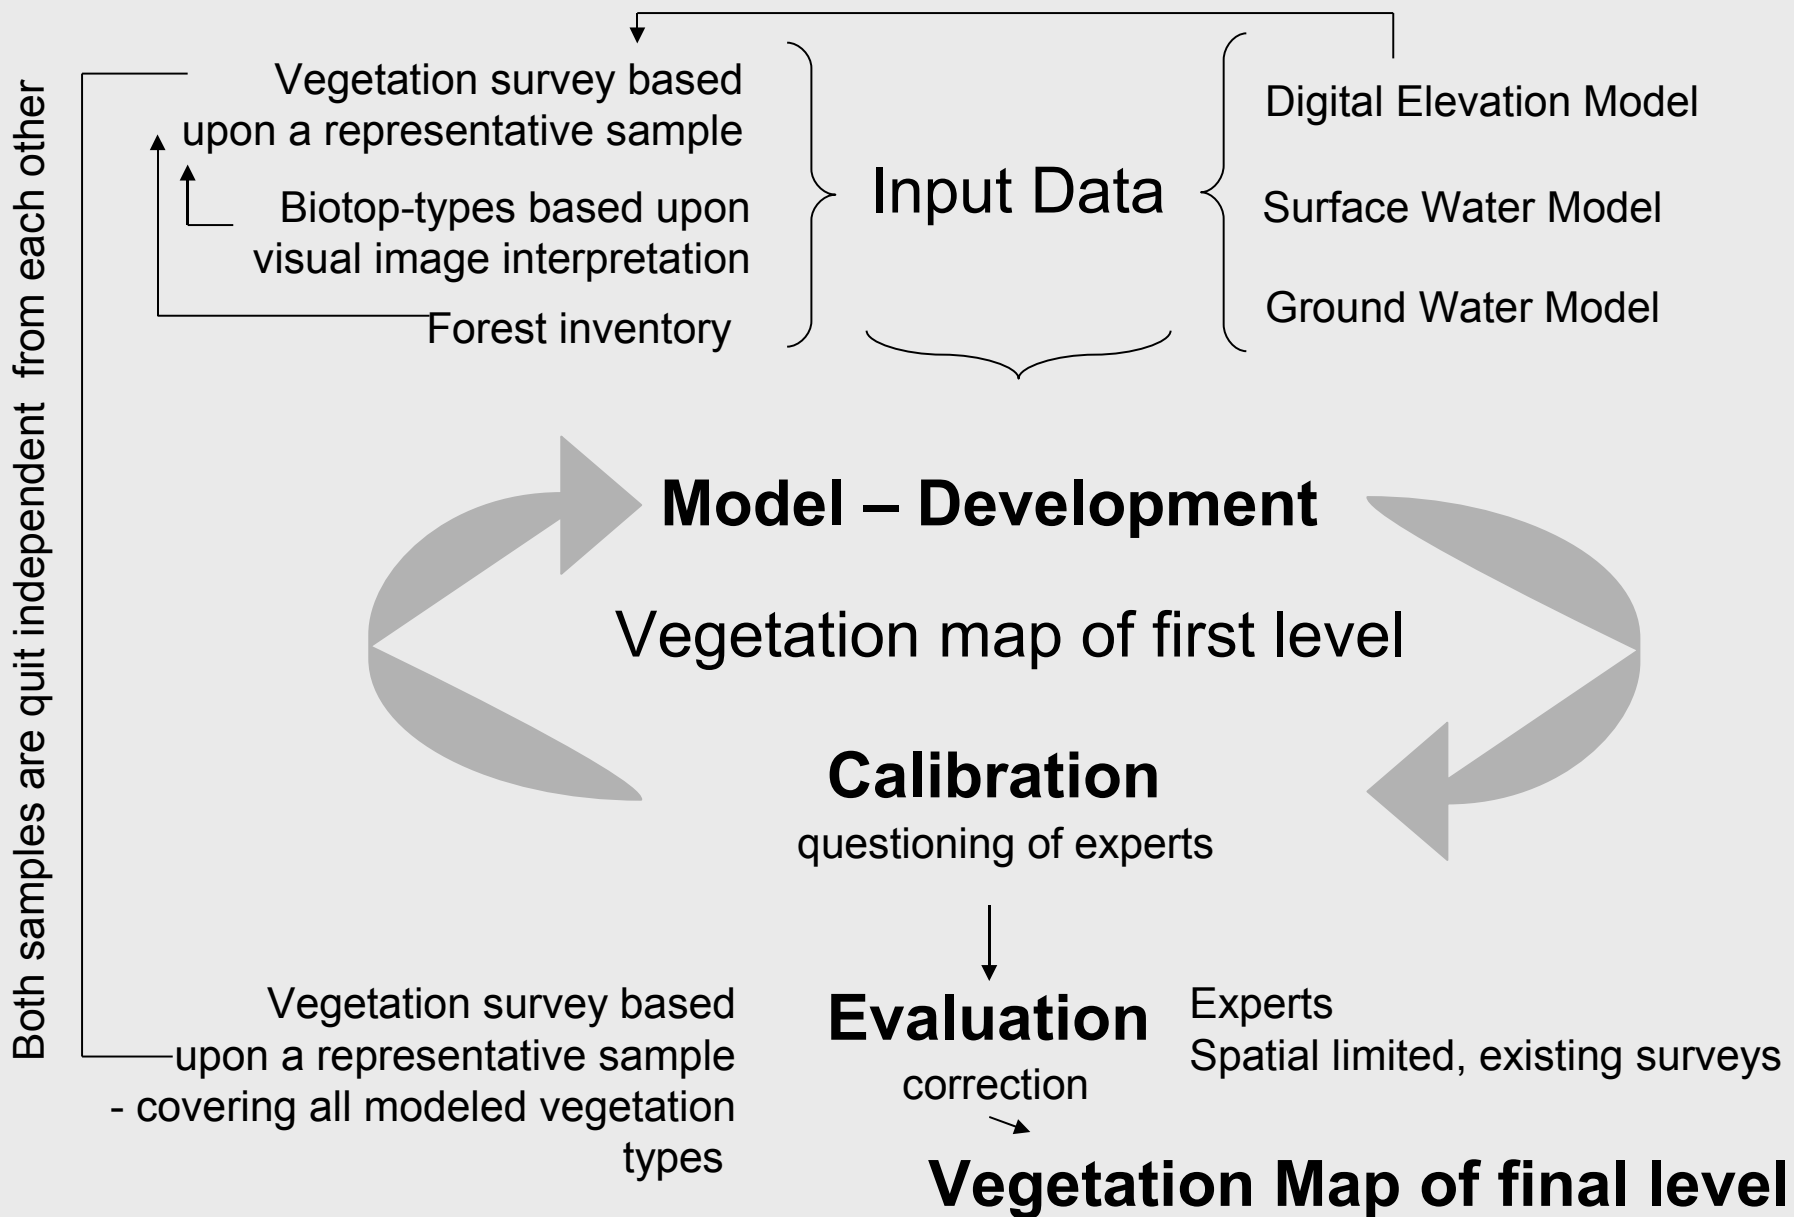 Both samples are quit independent from each other
Vegetation survey based
upon a representative sample
Biotop-types based upon
visual image interpretation
Forest inventory
Input Data
Digital Elevation Model
Surface Water Model
Ground Water Model
Model – Development
Vegetation map of first level
Calibration
questioning of experts
Vegetation survey based
upon a representative sample
- covering all modeled vegetation
types
Evaluation
correction
Experts
Spatial limited, existing surveys
Vegetation Map of final level